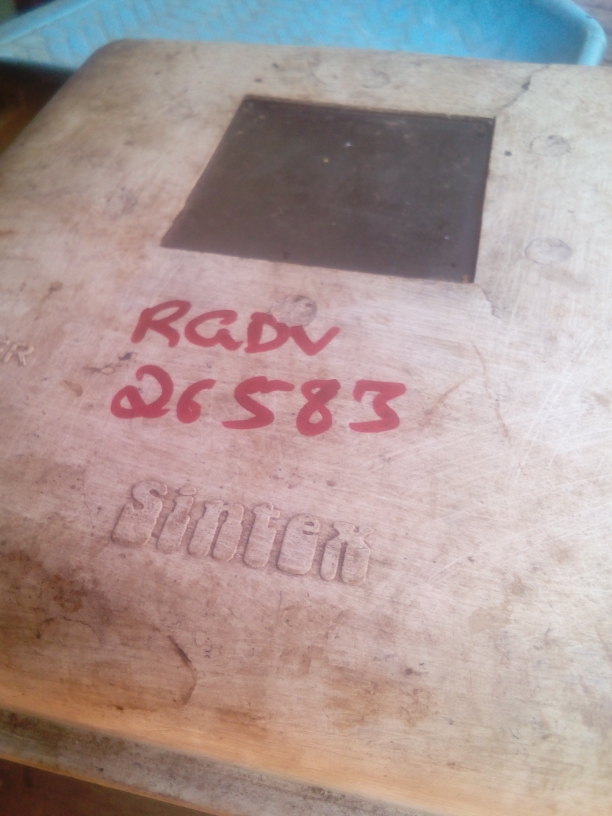 RGDV
26583
Sintex